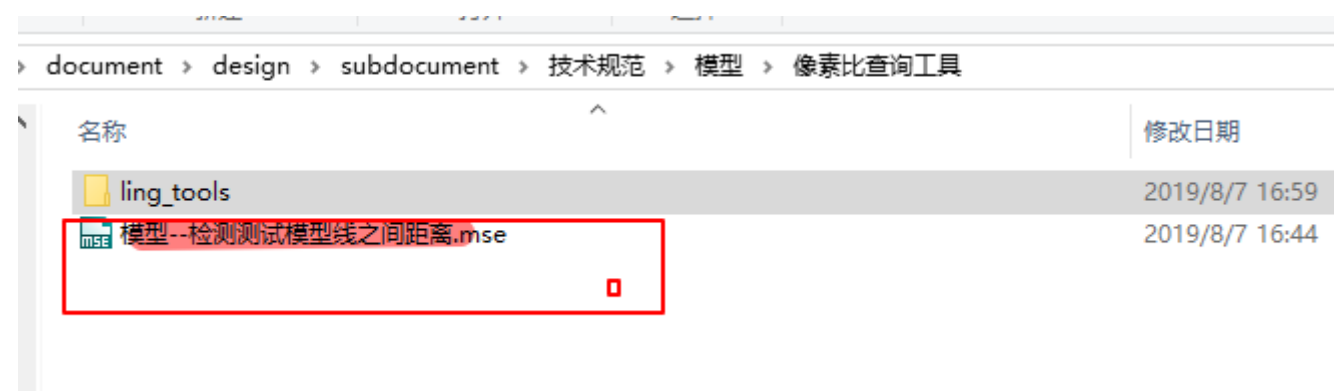 document > design > subdocument > 技术规范 > 模型 > 像素比查询工具
名称 修改日期
ling_tools 2019/8/7 16:59
模型--检测测试模型线之间距离.mse 2019/8/7 16:44